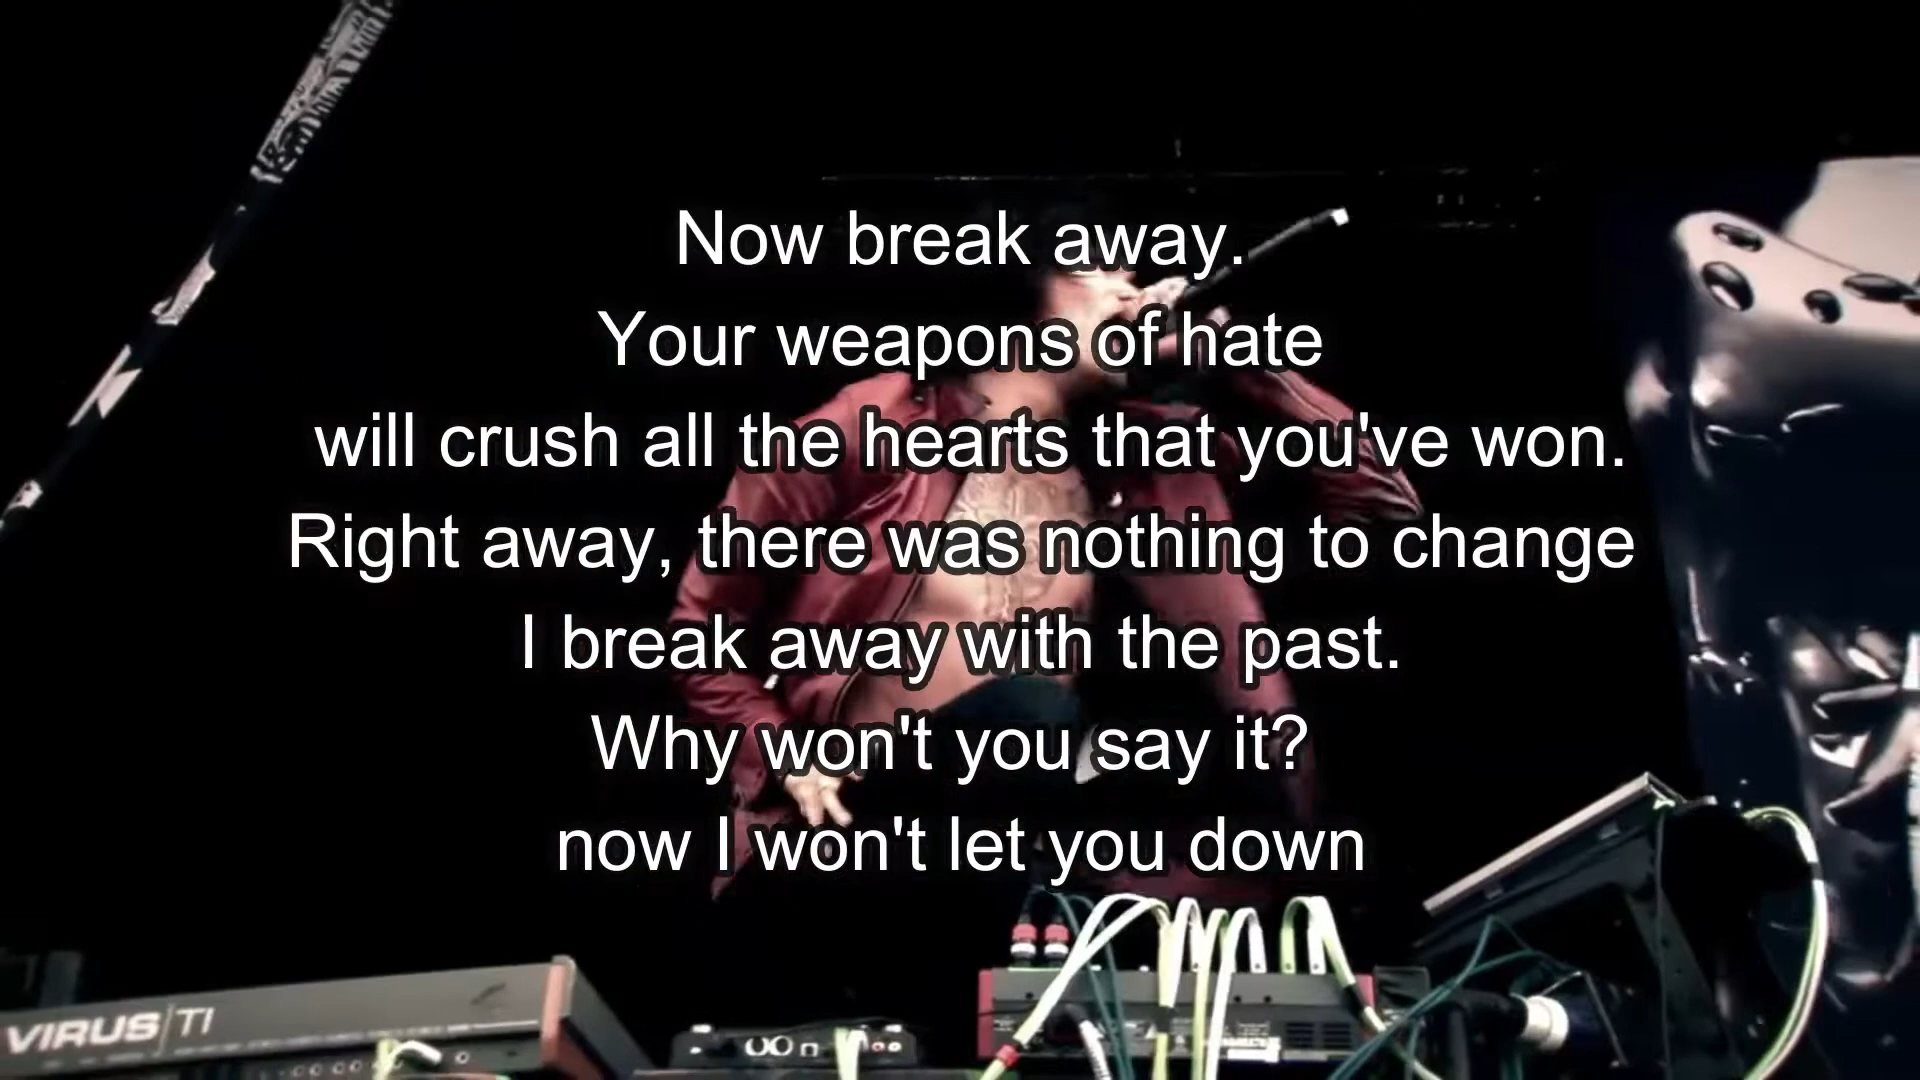 Now break away.
Your weapons of hate
will crush all the hearts that you've won.
Right away, there was nothing to change
I break away with the past.
Why won't you say it?
now I won't let you down
VIRUS TI